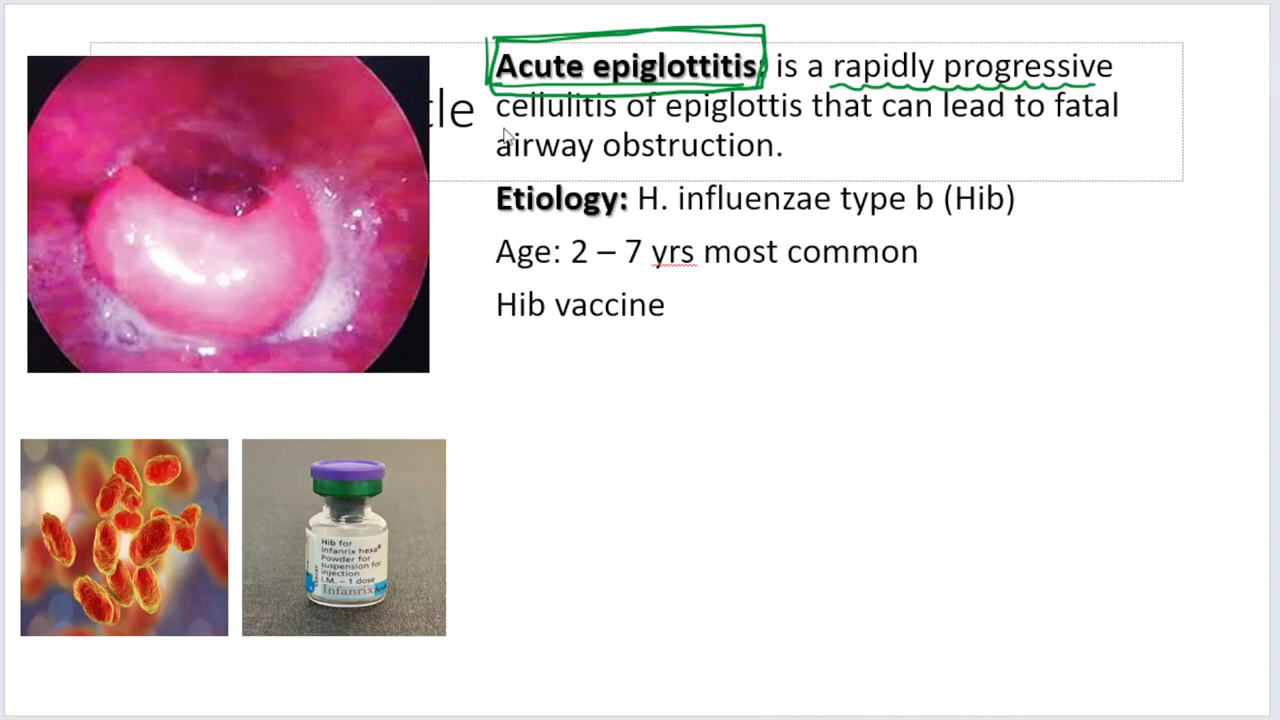 Acute epiglottitis: is a rapidly progressive
cellulitis of epiglottis that can lead to fatal
airway obstruction.
Etiology: H. influenzae type b (Hib)
Age: 2 – 7 yrs most common
Hib vaccine
Hib for
infanrix hexa®
Powder for
suspension for
injection
I.M. – 1 dose
Infanrix